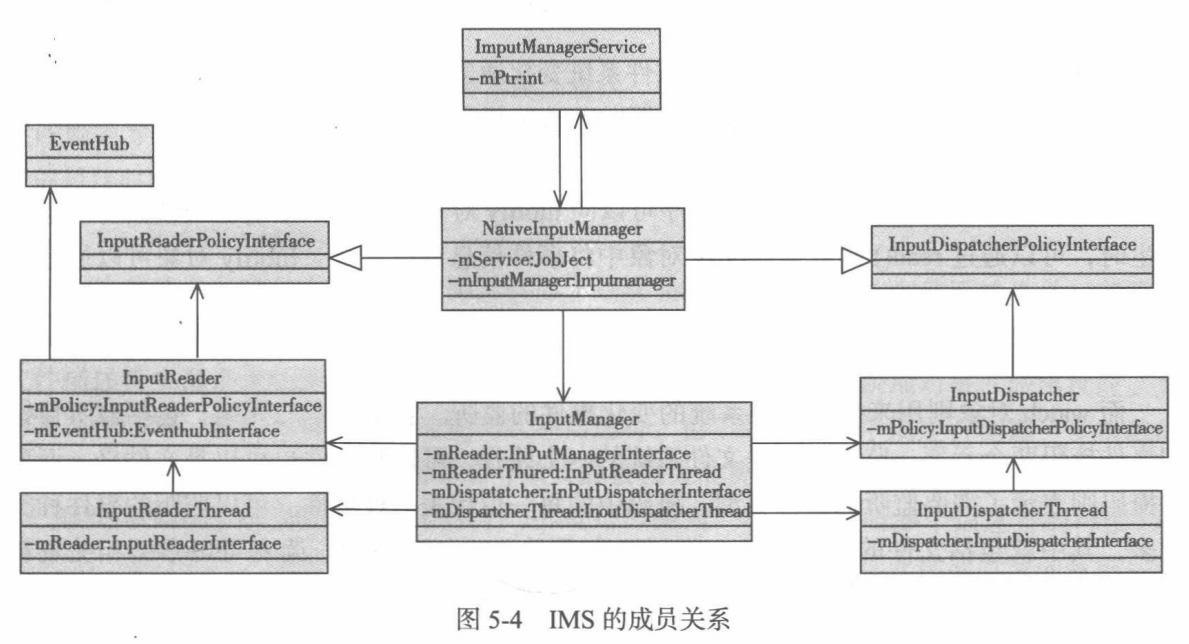 ImputManagerService
-mPtr:int
EventHub
InputReaderPolicyInterface
NativeInputManager
-mService:JobJect
-mInputManager:Inputmanager
InputDispatcherPolicyInterface
InputReader
-mPolicy:InputReaderPolicyInterface
-mEventHub:EventhubInterface
InputManager
-mReader:InPutManagerInterface
-mReaderThured:InPutReaderThread
-mDispatatcher:InPutDispatcherInterface
-mDispartcherThread:InoutDispatcherThread
InputDispatcher
-mPolicy:InputDispatcherPolicyInterface
InputReaderThread
-mReader:InputReaderInterface
InputDispatcherThrread
-mDispatcher:InputDispatcherInterface
图 5-4 IMS 的成员关系